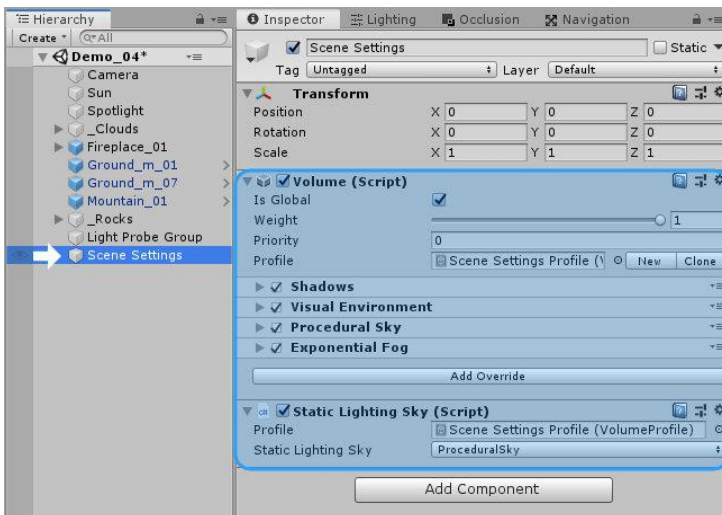 Hierarchy
Create
All
Demo_04*
Camera
Sun
Spotlight
_Clouds
Fireplace_01
Ground_m_01
Ground_m_07
Mountain_01
_Rocks
Light Probe Group
Scene Settings
Inspector Lighting Occlusion Navigation
Scene Settings Static
Tag Untagged Layer Default
Transform
Position X 0 Y 0 Z 0
Rotation X 0 Y 0 Z 0
Scale X 1 Y 1 Z 1
Volume (Script)
Is Global
Weight 1
Priority 0
Profile Scene Settings Profile (V New Clone
Shadows
Visual Environment
Procedural Sky
Exponential Fog
Add Override
Static Lighting Sky (Script)
Profile Scene Settings Profile (VolumeProfile)
Static Lighting Sky ProceduralSky
Add Component